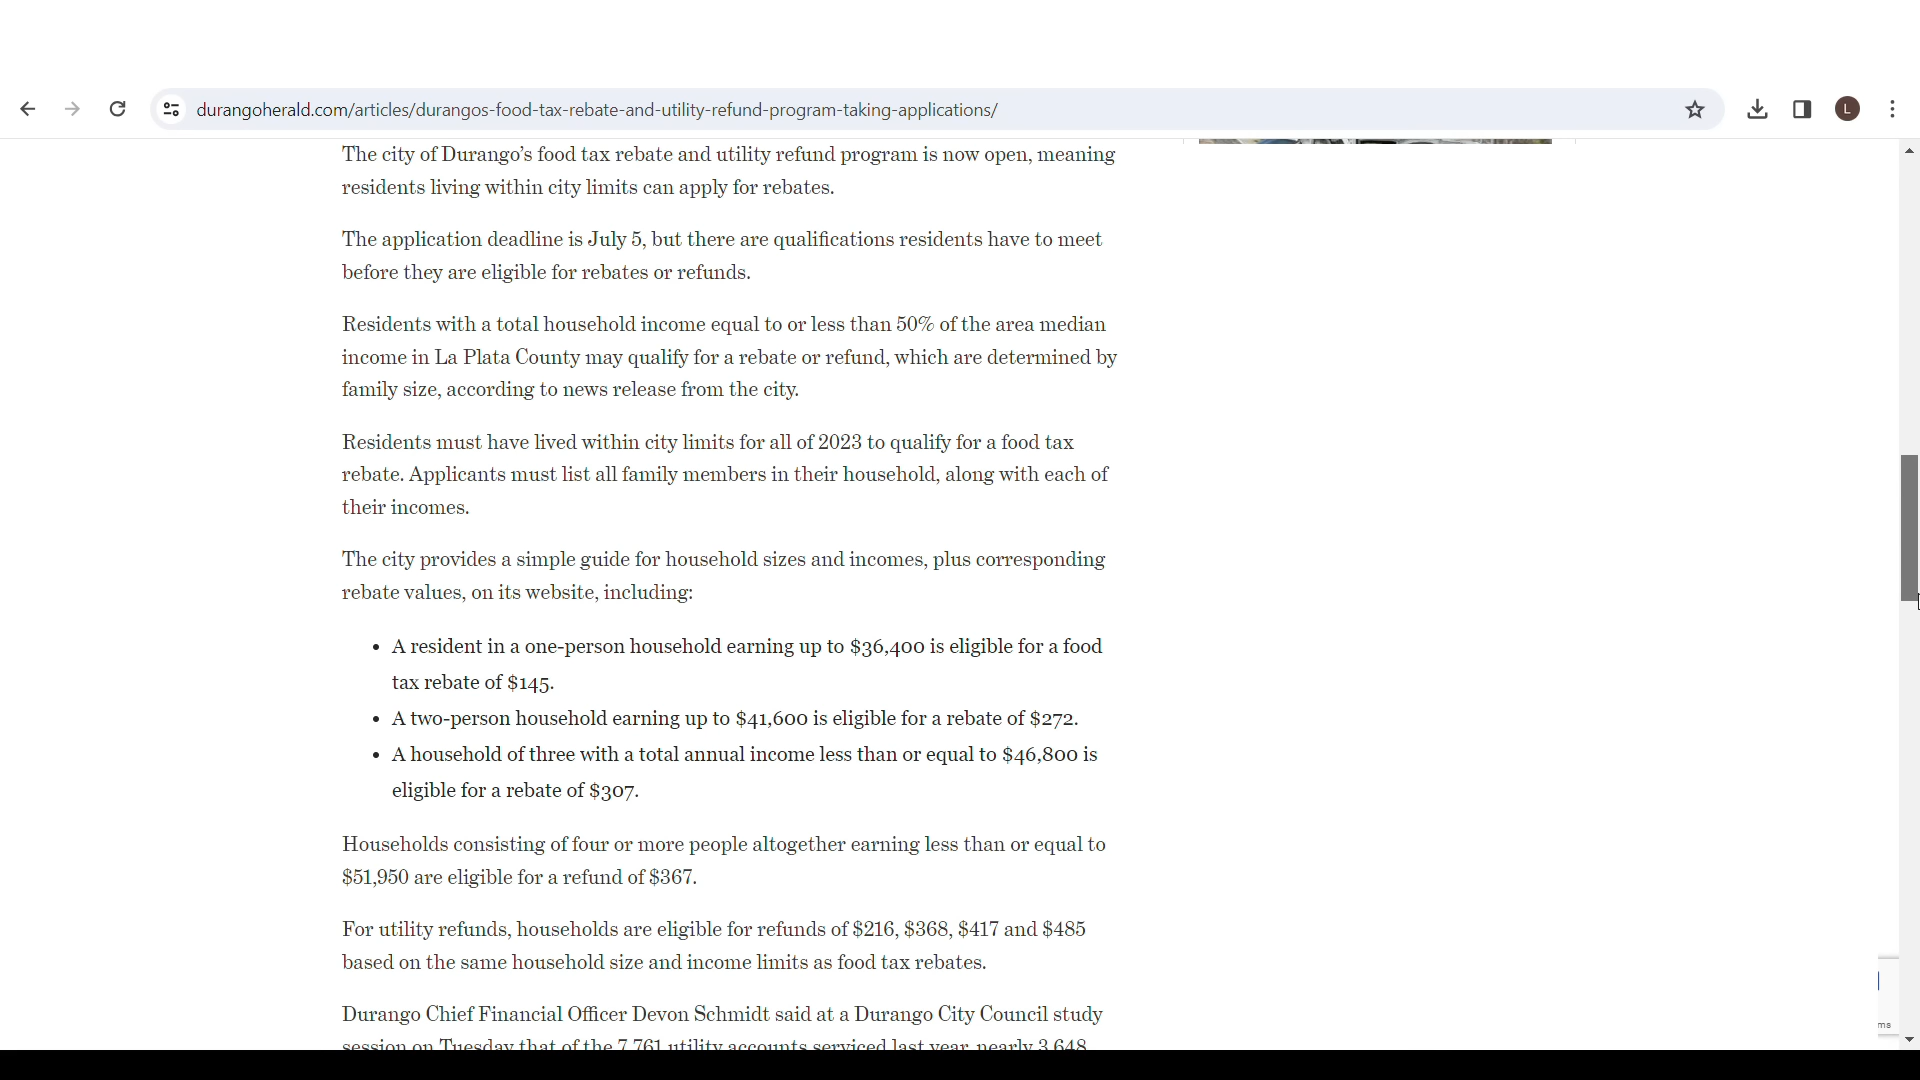 durangoherald.com/articles/durangos-food-tax-rebate-and-utility-refund-program-taking-applications/
L
The city of Durango's food tax rebate and utility refund program is now open, meaning
residents living within city limits can apply for rebates.
The application deadline is July 5, but there are qualifications residents have to meet
before they are eligible for rebates or refunds.
Residents with a total household income equal to or less than 50% of the area median
income in La Plata County may qualify for a rebate or refund, which are determined by
family size, according to news release from the city.
Residents must have lived within city limits for all of 2023 to qualify for a food tax
rebate. Applicants must list all family members in their household, along with each of
their incomes.
The city provides a simple guide for household sizes and incomes, plus corresponding
rebate values, on its website, including:
• A resident in a one-person household earning up to $36,400 is eligible for a food
tax rebate of $145.
• A two-person household earning up to $41,600 is eligible for a rebate of $272.
• A household of three with a total annual income less than or equal to $46,800 is
eligible for a rebate of $307.
Households consisting of four or more people altogether earning less than or equal to
$51,950 are eligible for a refund of $367.
For utility refunds, households are eligible for refunds of $216, $368, $417 and $485
based on the same household size and income limits as food tax rebates.
ms
Durango Chief Financial Officer Devon Schmidt said at a Durango City Council study
session on Tuesday that of the 7,761 utility accounts serviced last year, nearly 3,648